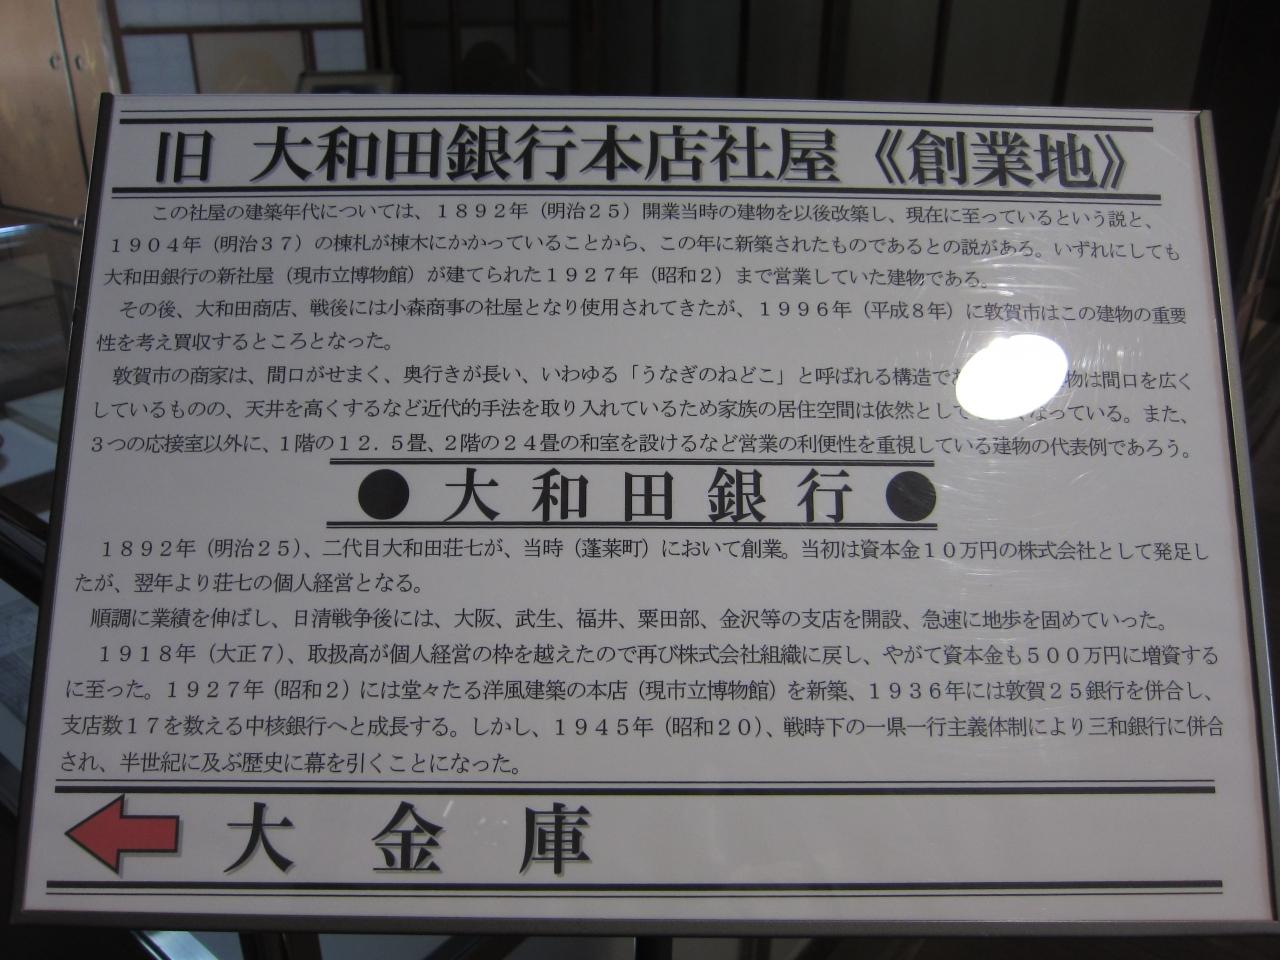 旧 大和田銀行本店社屋《創業地》
この社屋の建築年代については、１８９２年（明治２５）開業当時の建物を以後改築し、現在に至っているという説と、
１９０４年（明治３７）の棟札が棟木にかかっていることから、この年に新築されたものであるとの説がある。いずれにしても
大和田銀行の新社屋（現市立博物館）が建てられた１９２７年（昭和２）まで営業していた建物である。
その後、大和田商店、戦後には小森商事の社屋となり使用されてきたが、１９９６年（平成８年）に敦賀市はこの建物の重要
性を考え買収するところとなった。
敦賀市の商家は、間口がせまく、奥行きが長い、いわゆる「うなぎのねどこ」と呼ばれる構造で 物は間口を広く
しているものの、天井を高くするなど近代的手法を取り入れているため家族の居住空間は依然として なっている。また、
３つの応接室以外に、１階の１２．５畳、２階の２４畳の和室を設けるなど営業の利便性を重視している建物の代表例であろう。
●大和田銀行●
１８９２年（明治２５）、二代目大和田荘七が、当時（蓬莱町）において創業。当初は資本金１０万円の株式会社として発足し
たが、翌年より荘七の個人経営となる。
順調に業績を伸ばし、日清戦争後には、大阪、武生、福井、粟田部、金沢等の支店を開設、急速に地歩を固めていった。
１９１８年（大正７）、取扱高が個人経営の枠を越えたので再び株式会社組織に戻し、やがて資本金も５００万円に増資する
に至った。１９２７年（昭和２）には堂々たる洋風建築の本店（現市立博物館）を新築、１９３６年には敦賀２５銀行を併合し、
支店数１７を数える中核銀行へと成長する。しかし、１９４５年（昭和２０）、戦時下の一県一行主義体制により三和銀行に併合
され、半世紀に及ぶ歴史に幕を引くことになった。
大金庫